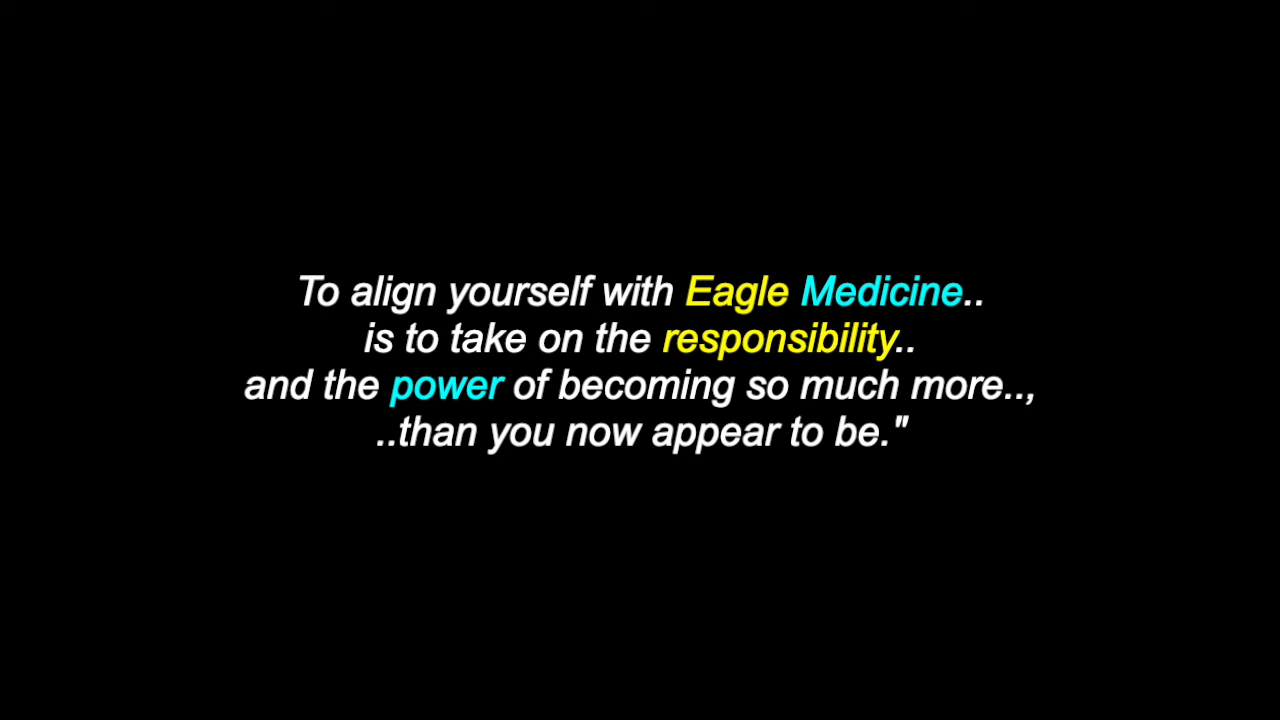 To align yourself with Eagle Medicine..
is to take on the responsibility..
and the power of becoming so much more..,
..than you now appear to be."